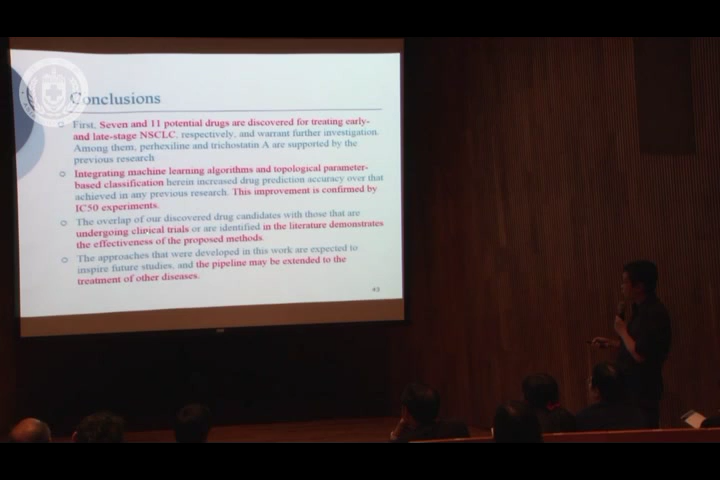 Conclusions
First, Seven and 11 potential drugs are discovered for treating early-
and late-stage NSCLC, respectively, and warrant further investigation.
Among them, perhexiline and trichostatin A are supported by the
previous research
Integrating machine learning algorithms and topological parameter-
based classification herein increased drug prediction accuracy over that
achieved in any previous research. This improvement is confirmed by
IC50 experiments.
The overlap of our discovered drug candidates with those that are
undergoing clinical trials or are identified in the literature demonstrates
the effectiveness of the proposed methods.
The approaches that were developed in this work are expected to
inspire future studies, and the pipeline may be extended to the
treatment of other diseases.
43